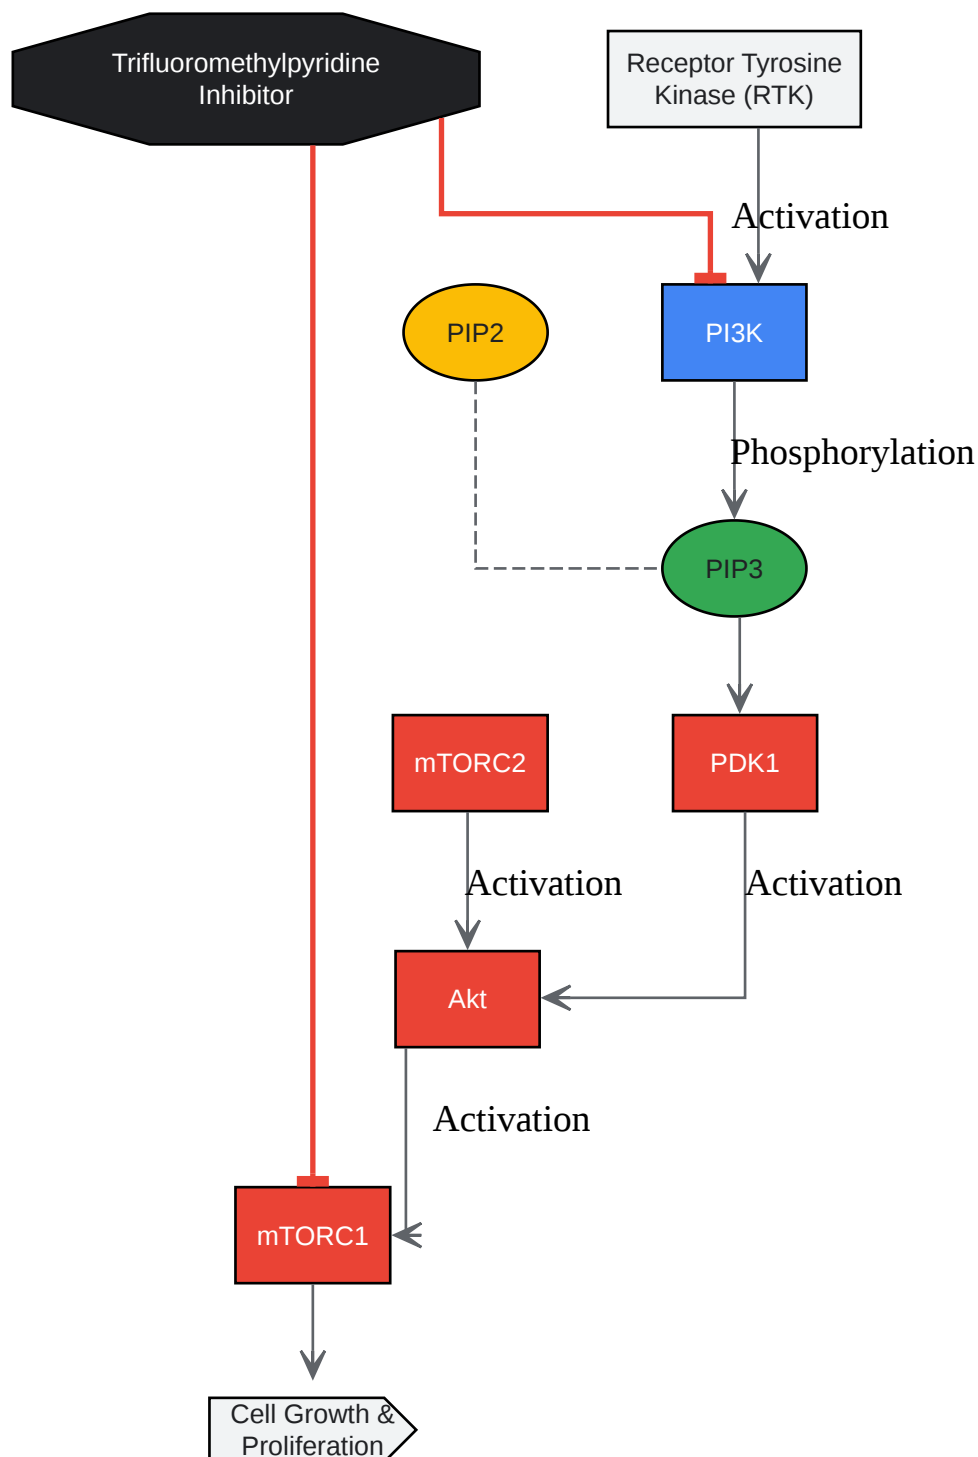 Trifluoromethylpyridine
Inhibitor
Receptor Tyrosine
Kinase (RTK)
Activation
PIP2
PI3K
Phosphorylation
PIP3
mTORC2
PDK1
Activation
Activation
Akt
Activation
mTORC1
Cell Growth &
Proliferation